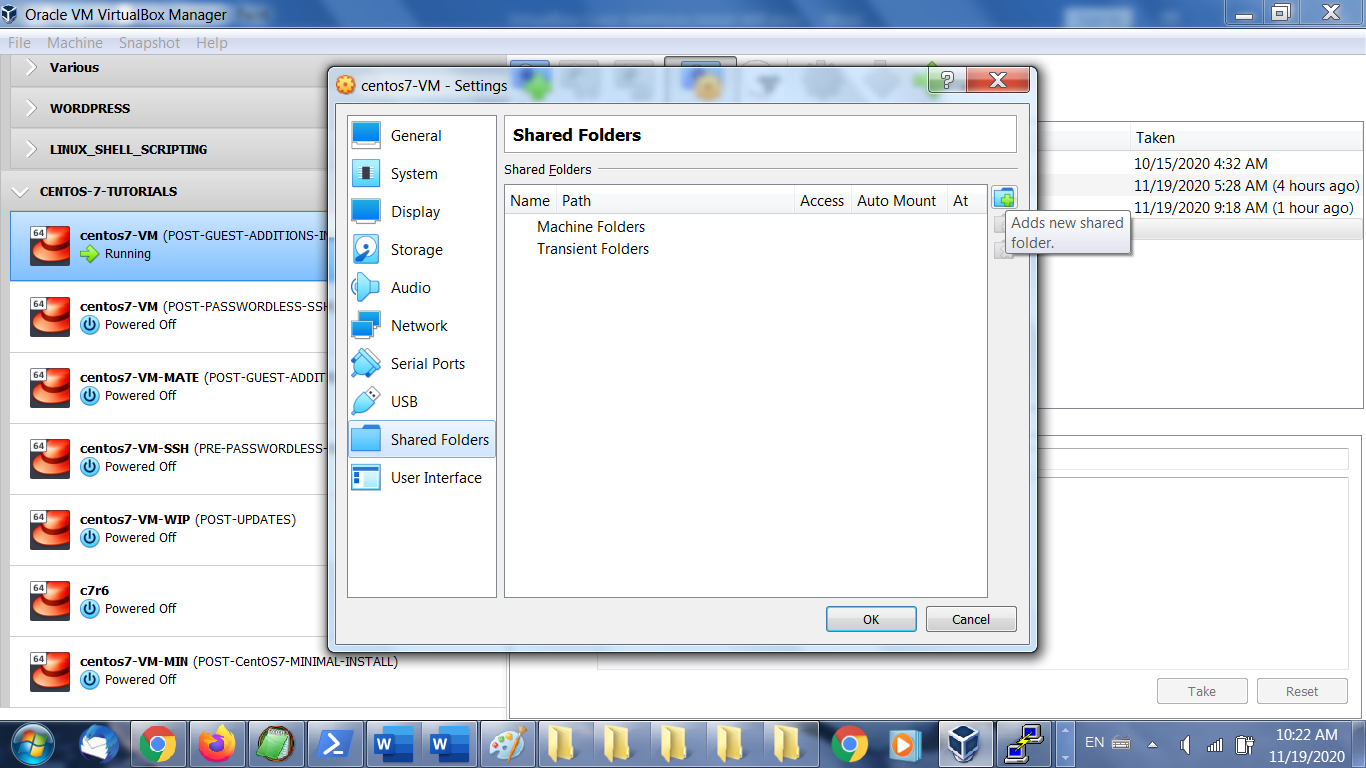 Oracle VM VirtualBox Manager
File Machine Snapshot Help
Various
WORDPRESS
LINUX_SHELL_SCRIPTING
CENTOS-7-TUTORIALS
64
centos7-VM (POST-GUEST-ADDITIONS-IN
Running
64
centos7-VM (POST-PASSWORDLESS-SSH
Powered Off
64
centos7-VM-MATE (POST-GUEST-ADDIT
Powered Off
64
centos7-VM-SSH (PRE-PASSWORDLESS-
Powered Off
64
centos7-VM-WIP (POST-UPDATES)
Powered Off
64
c7r6
Powered Off
64
centos7-VM-MIN (POST-CentOS7-MINIMAL-INSTALL)
Powered Off
centos7-VM - Settings
General
System
Display
Storage
Audio
Network
Serial Ports
USB
Shared Folders
User Interface
Shared Folders
Shared Folders
Name Path Access Auto Mount At
Machine Folders
Transient Folders
Adds new shared
folder.
OK Cancel
Taken
10/15/2020 4:32 AM
11/19/2020 5:28 AM (4 hours ago)
11/19/2020 9:18 AM (1 hour ago)
Take Reset
EN
10:22 AM
11/19/2020